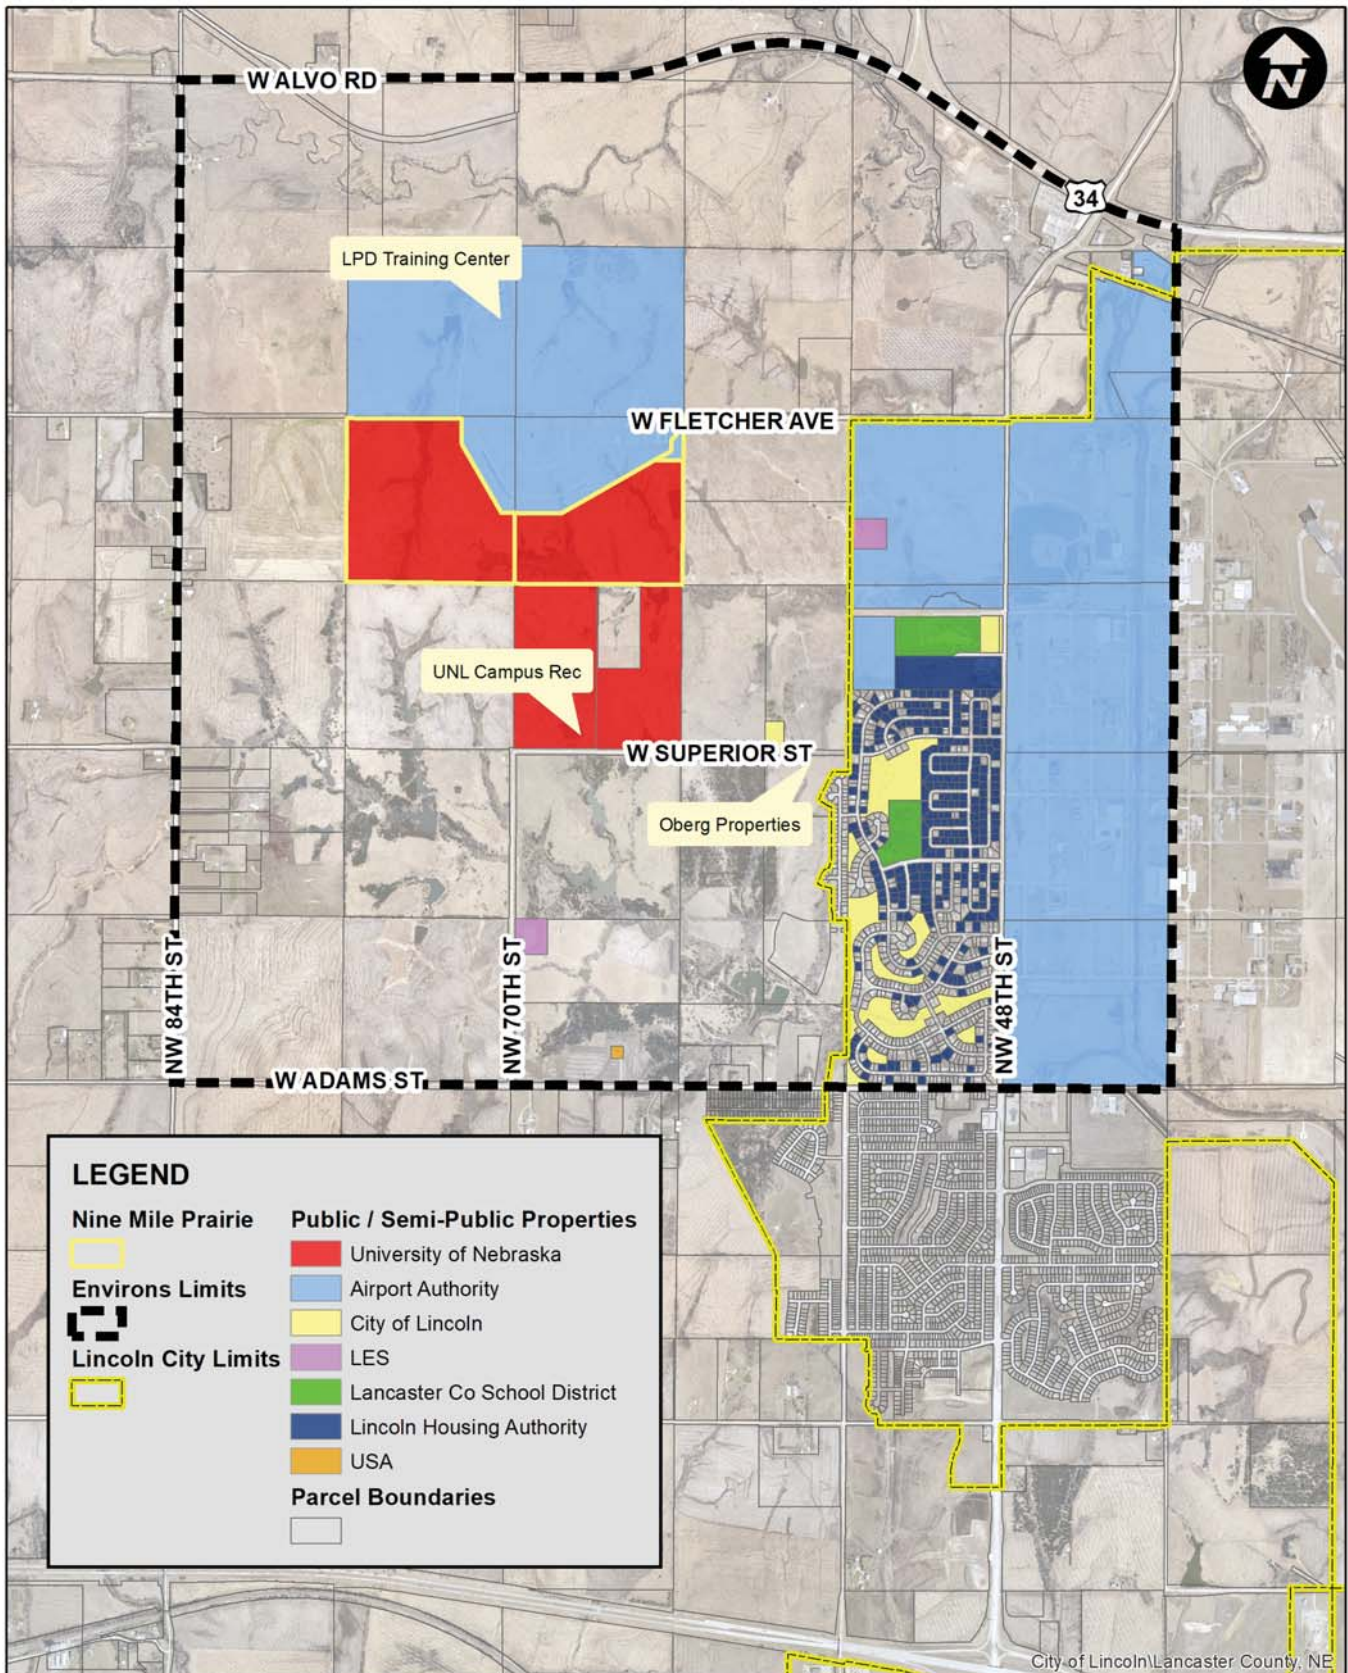 W ALVO RD
N
34
LPD Training Center
W FLETCHER AVE
UNL Campus Rec
W SUPERIOR ST
Oberg Properties
NW 84TH ST
NW 70TH ST
NW 48TH ST
W ADAMS ST
LEGEND
Nine Mile Prairie
Environs Limits
Lincoln City Limits
Public / Semi-Public Properties
University of Nebraska
Airport Authority
City of Lincoln
LES
Lancaster Co School District
Lincoln Housing Authority
USA
Parcel Boundaries
City of Lincoln\Lancaster County, NE